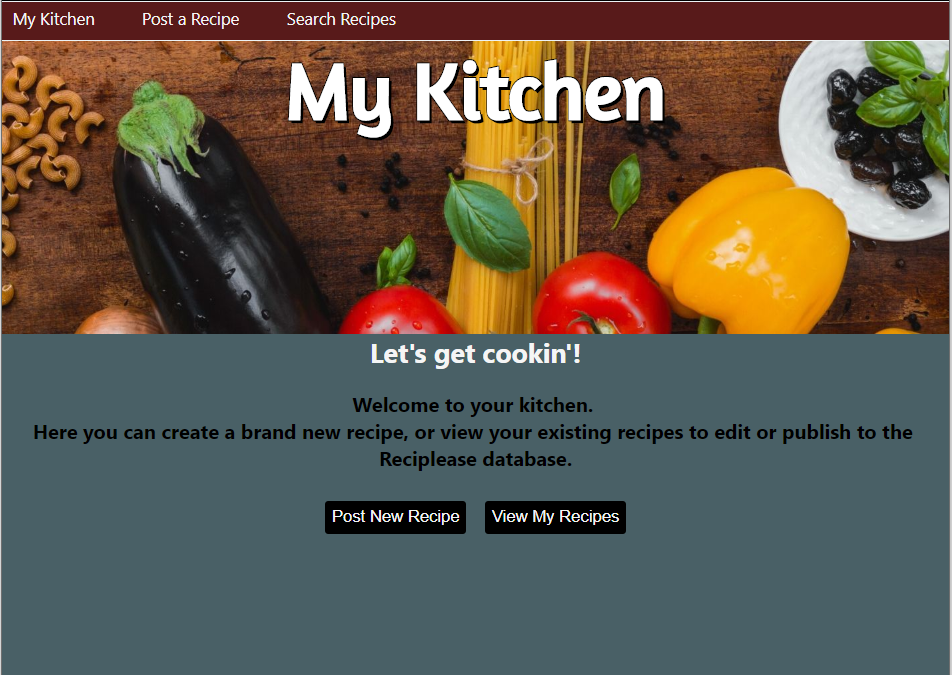 My Kitchen Post a Recipe Search Recipes
My Kitchen
Let's get cookin'!
Welcome to your kitchen.
Here you can create a brand new recipe, or view your existing recipes to edit or publish to the
Reciplease database.
Post New Recipe View My Recipes